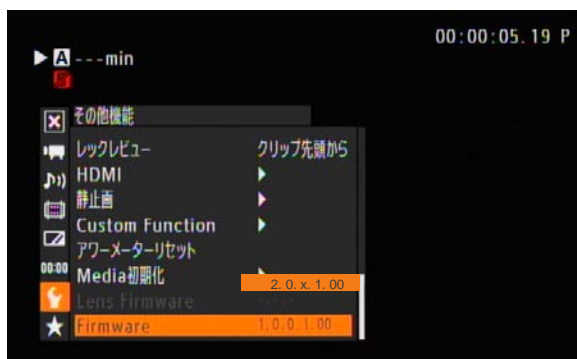 00:00:05.19 P
A ---min
その他機能
レックレビュー クリップ先頭から
HDMI
静止画
Custom Function
アワーメーターリセット
00:00 Media初期化
2. 0. x. 1. 00
Lens Firmware -.-.-.-
Firmware 1.0.0.1.00